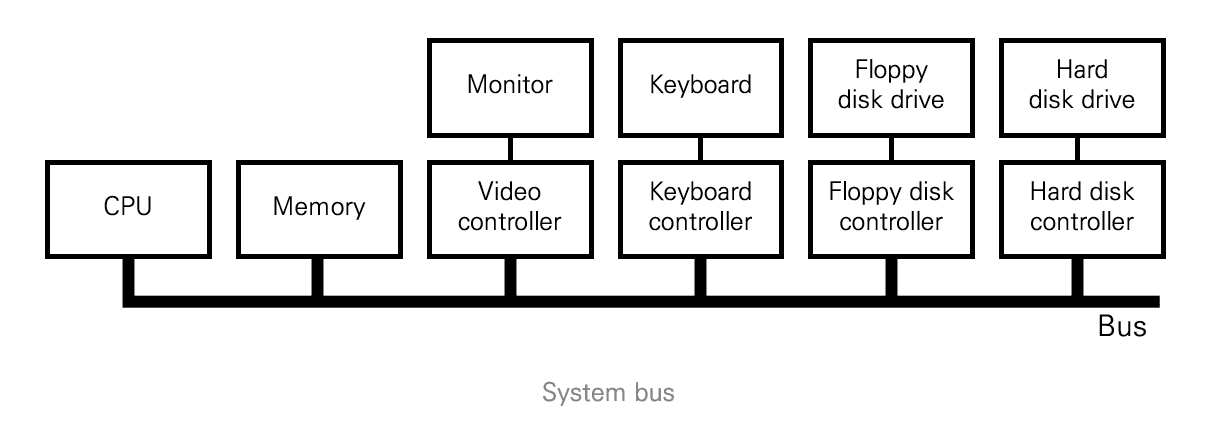 Monitor
Keyboard
Floppy
disk drive
Hard
disk drive
CPU
Memory
Video
controller
Keyboard
controller
Floppy disk
controller
Hard disk
controller
Bus
System bus